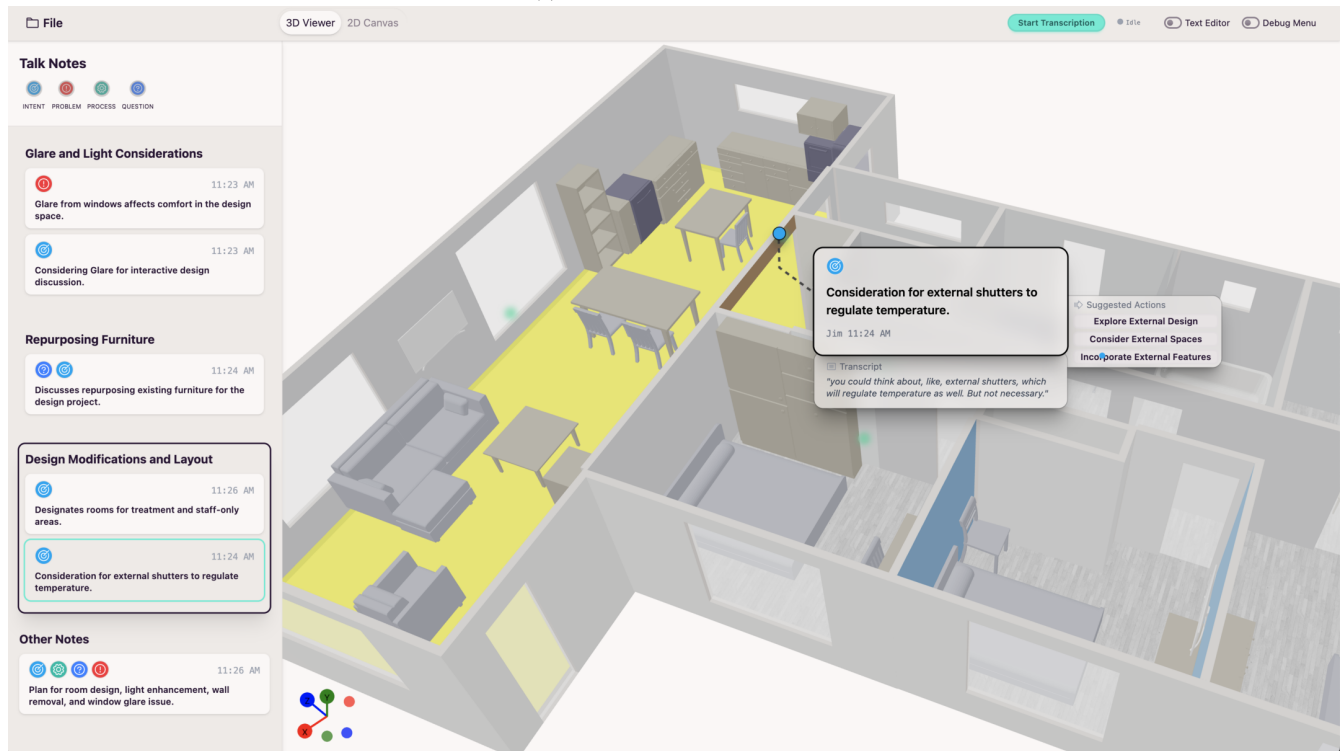 File
3D Viewer
2D Canvas
Start Transcription
Idle
Text Editor
Debug Menu
Talk Notes
INTENT
PROBLEM
PROCESS
QUESTION
Glare and Light Considerations
11:23 AM
Glare from windows affects comfort in the design
space.
11:23 AM
Considering Glare for interactive design
discussion.
Repurposing Furniture
11:24 AM
Discusses repurposing existing furniture for the
design project.
Design Modifications and Layout
11:26 AM
Designates rooms for treatment and staff-only
areas.
11:24 AM
Consideration for external shutters to regulate
temperature.
Other Notes
11:26 AM
Plan for room design, light enhancement, wall
removal, and window glare issue.
Consideration for external shutters to
regulate temperature.
Jim 11:24 AM
Transcript
"you could think about, like, external shutters, which
will regulate temperature as well. But not necessary."
Suggested Actions
Explore External Design
Consider External Spaces
Incorporate External Features
Z
Y
X